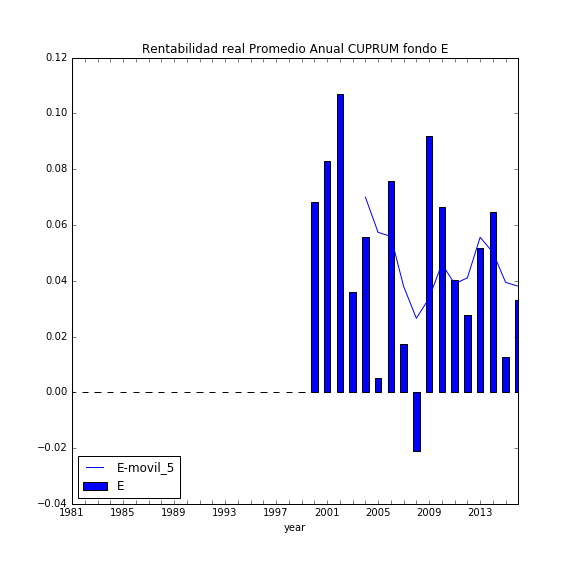 Rentabilidad real Promedio Anual CUPRUM fondo E
0.12
0.10
0.08
0.06
0.04
0.02
0.00
−0.02
−0.04
E-movil_5
E
1981 1985 1989 1993 1997 2001 2005 2009 2013
year